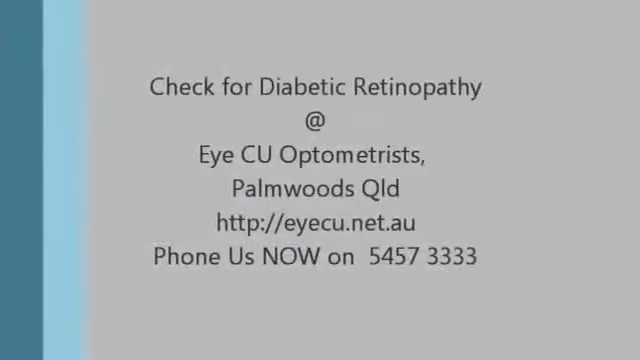 Check for Diabetic Retinopathy
@
Eye CU Optometrists,
Palmwoods Qld
http://eyecu.net.au
Phone Us NOW on 5457 3333